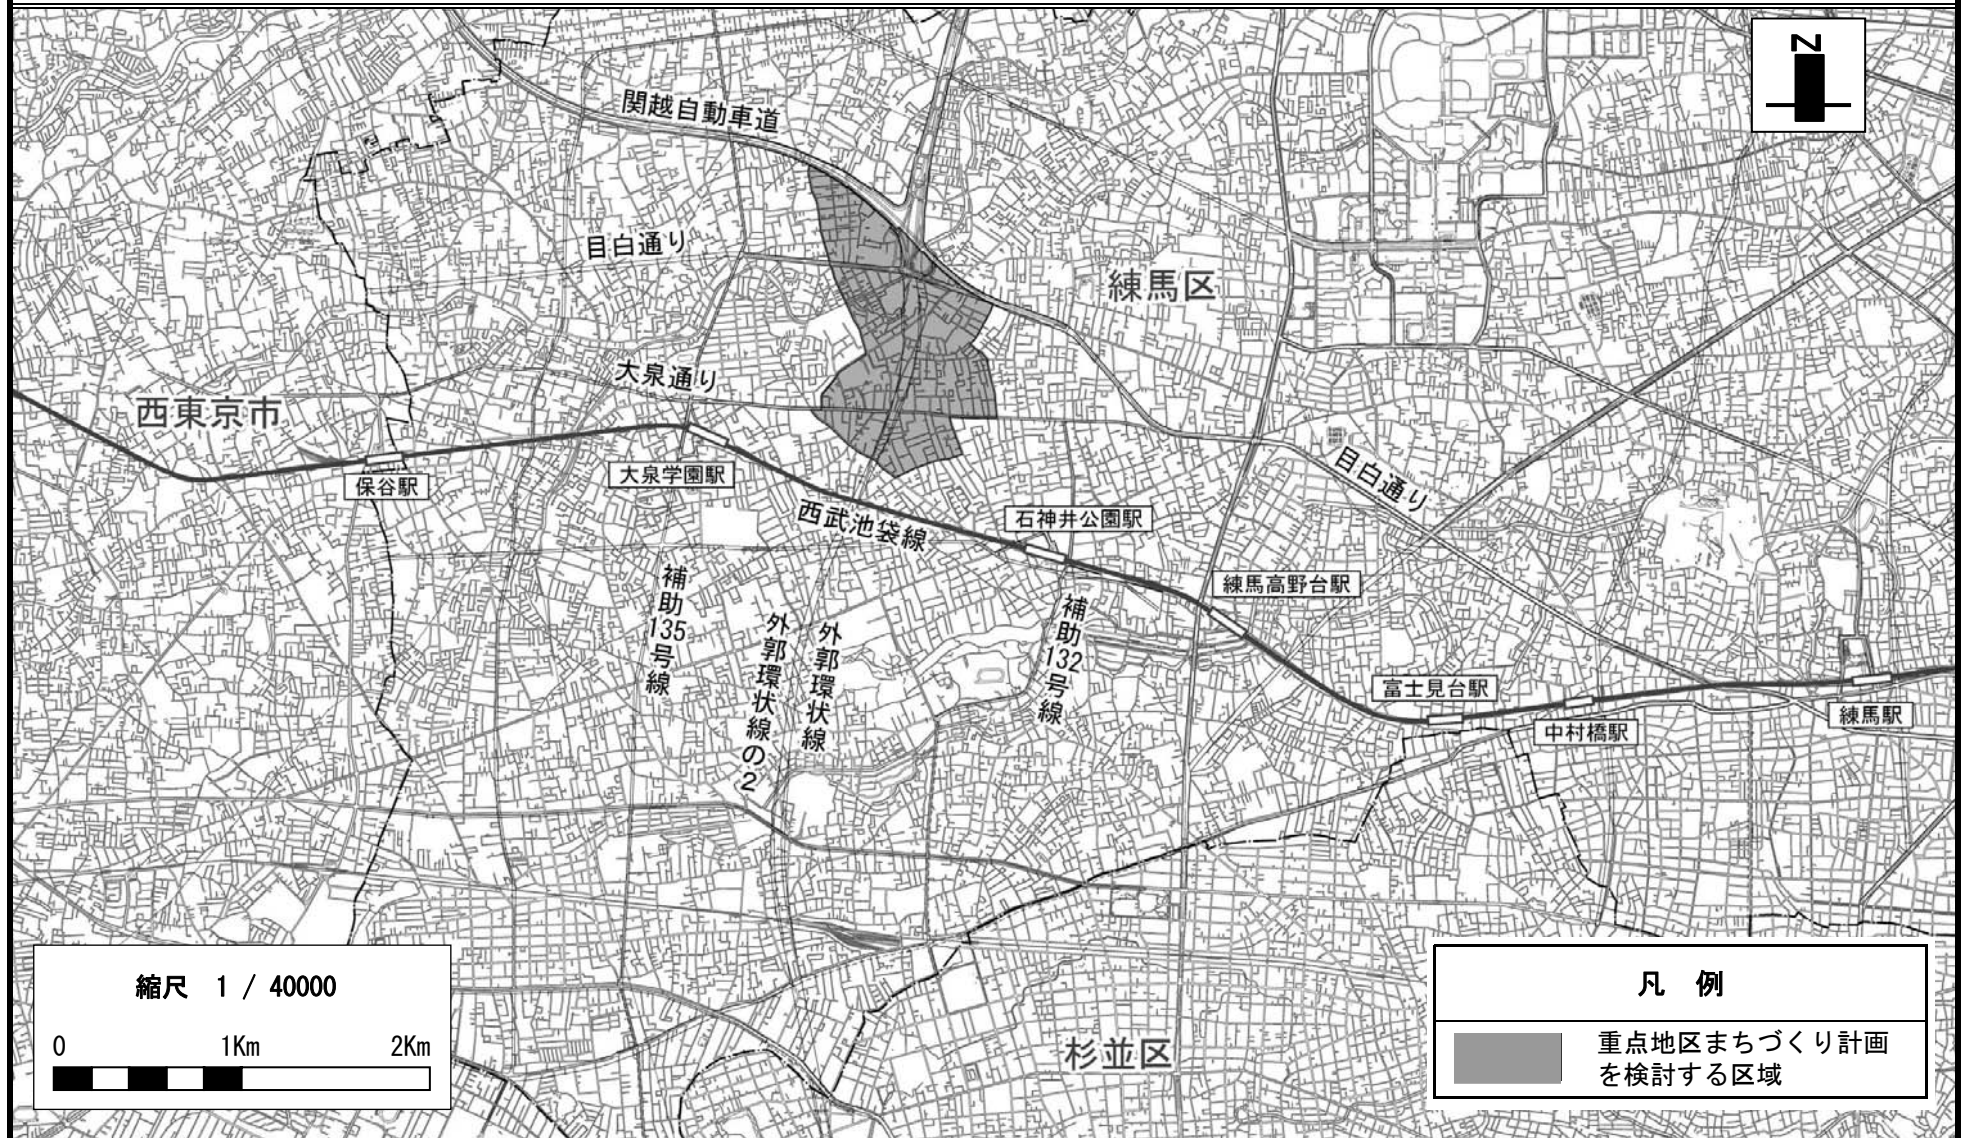 N
関越自動車道
目白通り
練馬区
大泉通り
西東京市
保谷駅
大泉学園駅
西武池袋線
石神井公園駅
目白通り
練馬高野台駅
補助135号線
外郭環状線の2
外郭環状線
補助132号線
富士見台駅
中村橋駅
練馬駅
杉並区
縮尺 1 / 40000
0 1Km 2Km
凡 例
重点地区まちづくり計画
を検討する区域